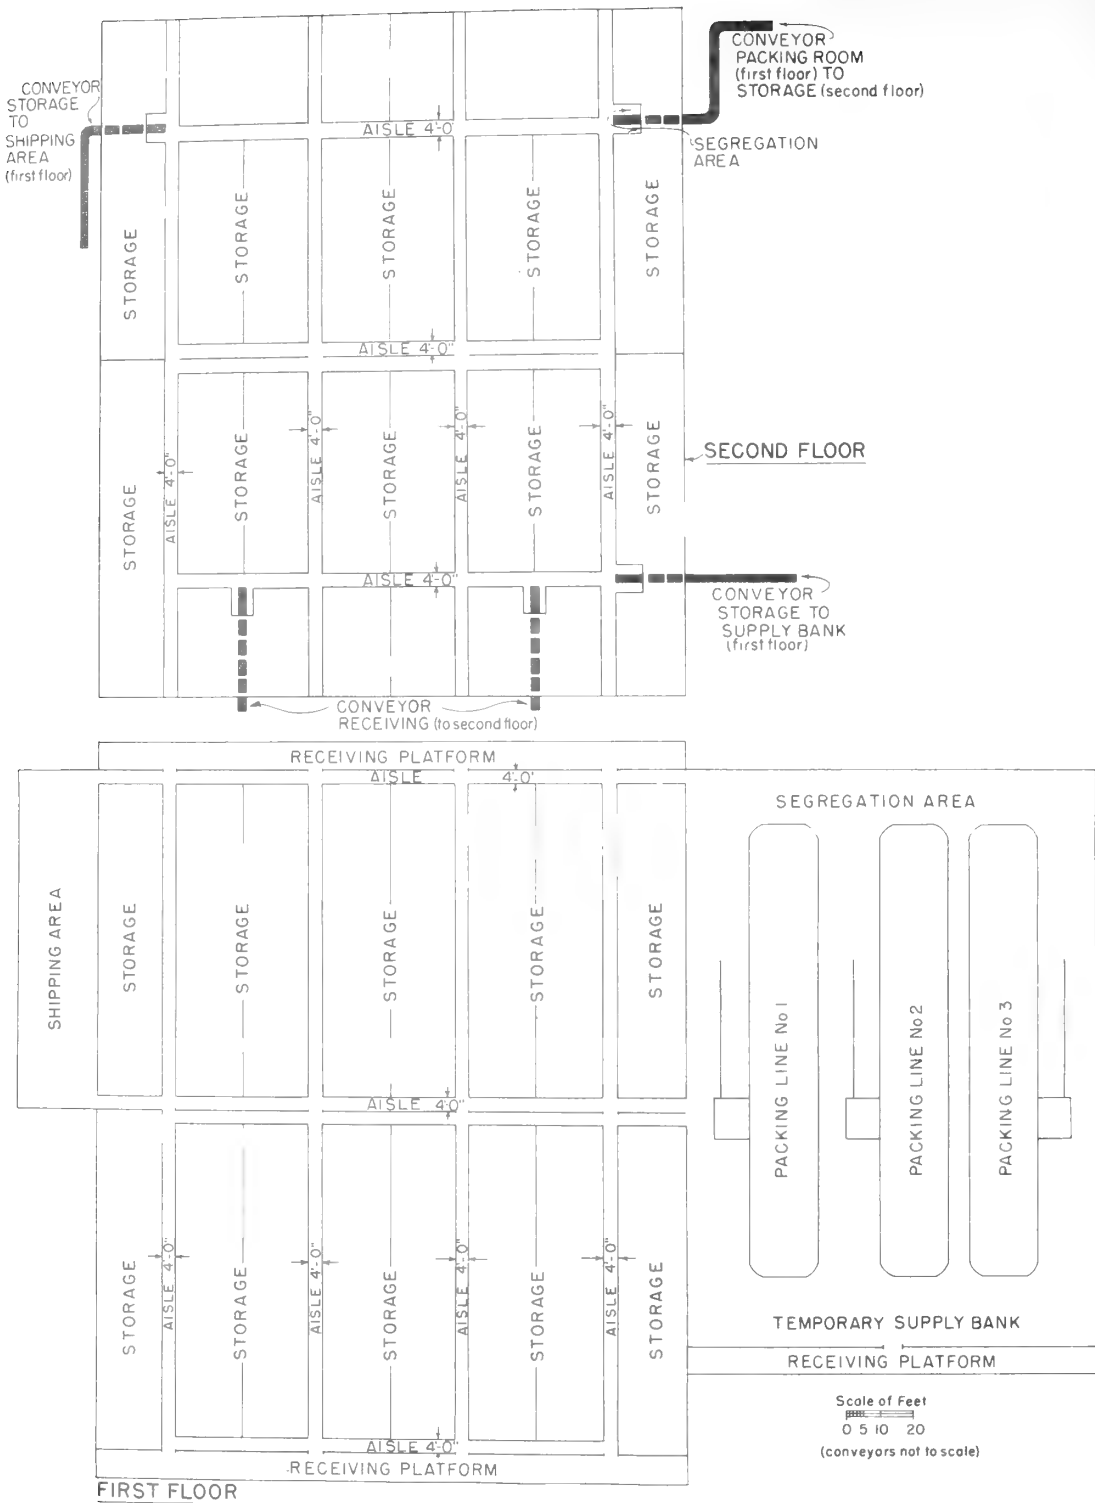 CONVEYOR
PACKING ROOM
(first floor) TO
STORAGE (second floor)
CONVEYOR
STORAGE
TO
SHIPPING
AREA
(first floor)
AISLE 4'-0"
SEGREGATION
AREA
STORAGE
STORAGE
STORAGE
STORAGE
STORAGE
AISLE 4'-0"
STORAGE
STORAGE
STORAGE
STORAGE
STORAGE
AISLE 4'-0"
AISLE 4'-0"
AISLE 4'-0"
AISLE 4'-0"
SECOND FLOOR
AISLE 4'-0"
CONVEYOR
STORAGE TO
SUPPLY BANK
(first floor)
CONVEYOR
RECEIVING (to second floor)
RECEIVING PLATFORM
AISLE 4'-0"
SEGREGATION AREA
SHIPPING AREA
STORAGE
STORAGE
STORAGE
STORAGE
STORAGE
PACKING LINE No 1
PACKING LINE No 2
PACKING LINE No 3
AISLE 4'-0"
STORAGE
AISLE 4'-0"
STORAGE
AISLE 4'-0"
STORAGE
AISLE 4'-0"
STORAGE
AISLE 4'-0"
STORAGE
TEMPORARY SUPPLY BANK
RECEIVING PLATFORM
Scale of Feet
0 5 10 20
(conveyors not to scale)
AISLE 4'-0"
RECEIVING PLATFORM
FIRST FLOOR